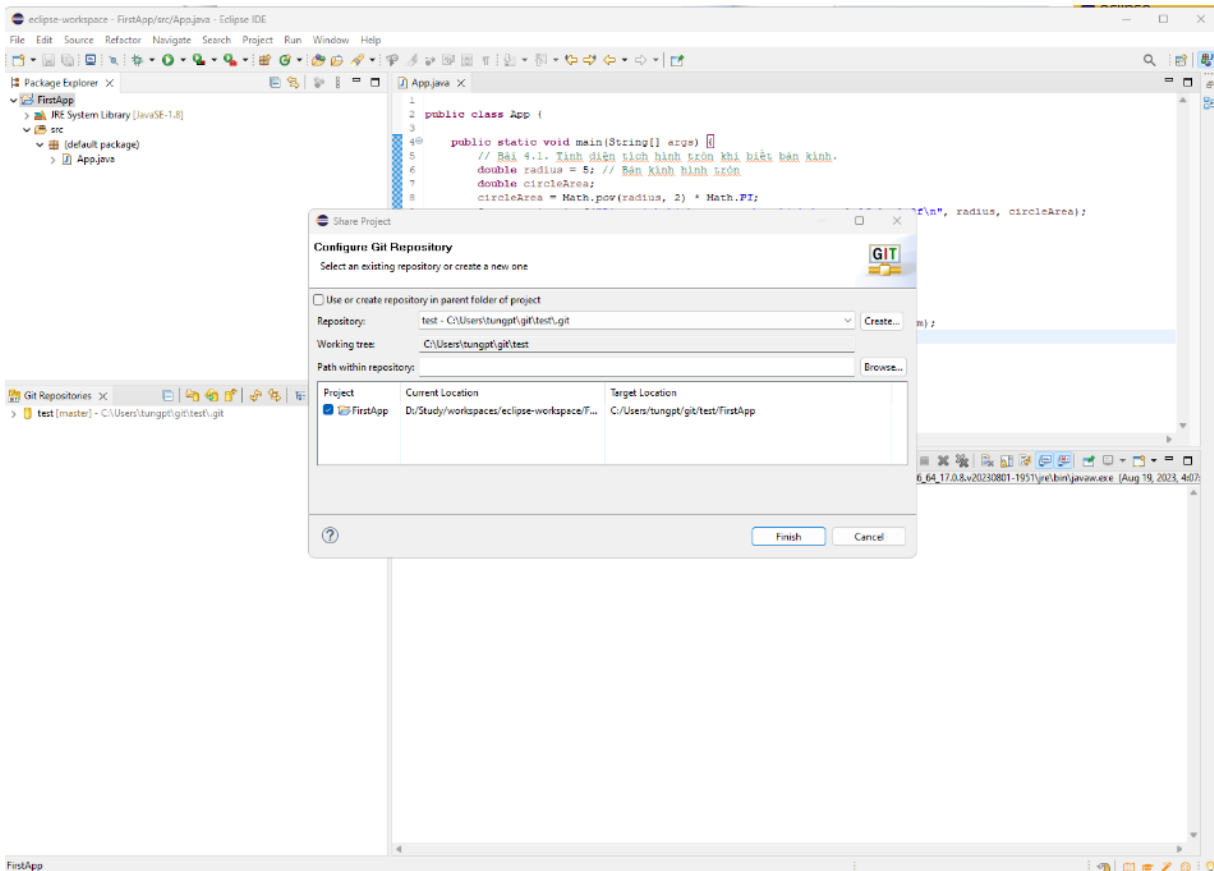 eclipse-workspace - FirstApp/src/App.java - Eclipse IDE
File Edit Source Refactor Navigate Search Project Run Window Help
Package Explorer
App.java
FirstApp
JRE System Library [JavaSE-1.8]
src
(default package)
App.java
1
2 public class App {
3
4 public static void main(String[] args) {
5 // Bài 4.1. Tính diện tích hình tròn khi biết bán kính.
6 double radius = 5; // Bán kính hình tròn
7 double circleArea;
8 circleArea = Math.pow(radius, 2) * Math.PI;
f\n", radius, circleArea);
m);
Share Project
Configure Git Repository
Select an existing repository or create a new one
GIT
Use or create repository in parent folder of project
Repository: test - C:\Users\tungpt\git\test\.git Create...
Working tree: C:\Users\tungpt\git\test
Path within repository: Browse...
Project Current Location Target Location
FirstApp D:/Study/workspaces/eclipse-workspace/F... C:/Users/tungpt/git/test/FirstApp
Finish Cancel
Git Repositories
test [master] - C:\Users\tungpt\git\test\.git
6_64_17.0.8.v20230801-1951\jre\bin\javaw.exe [Aug 19, 2023, 4:07:
FirstApp